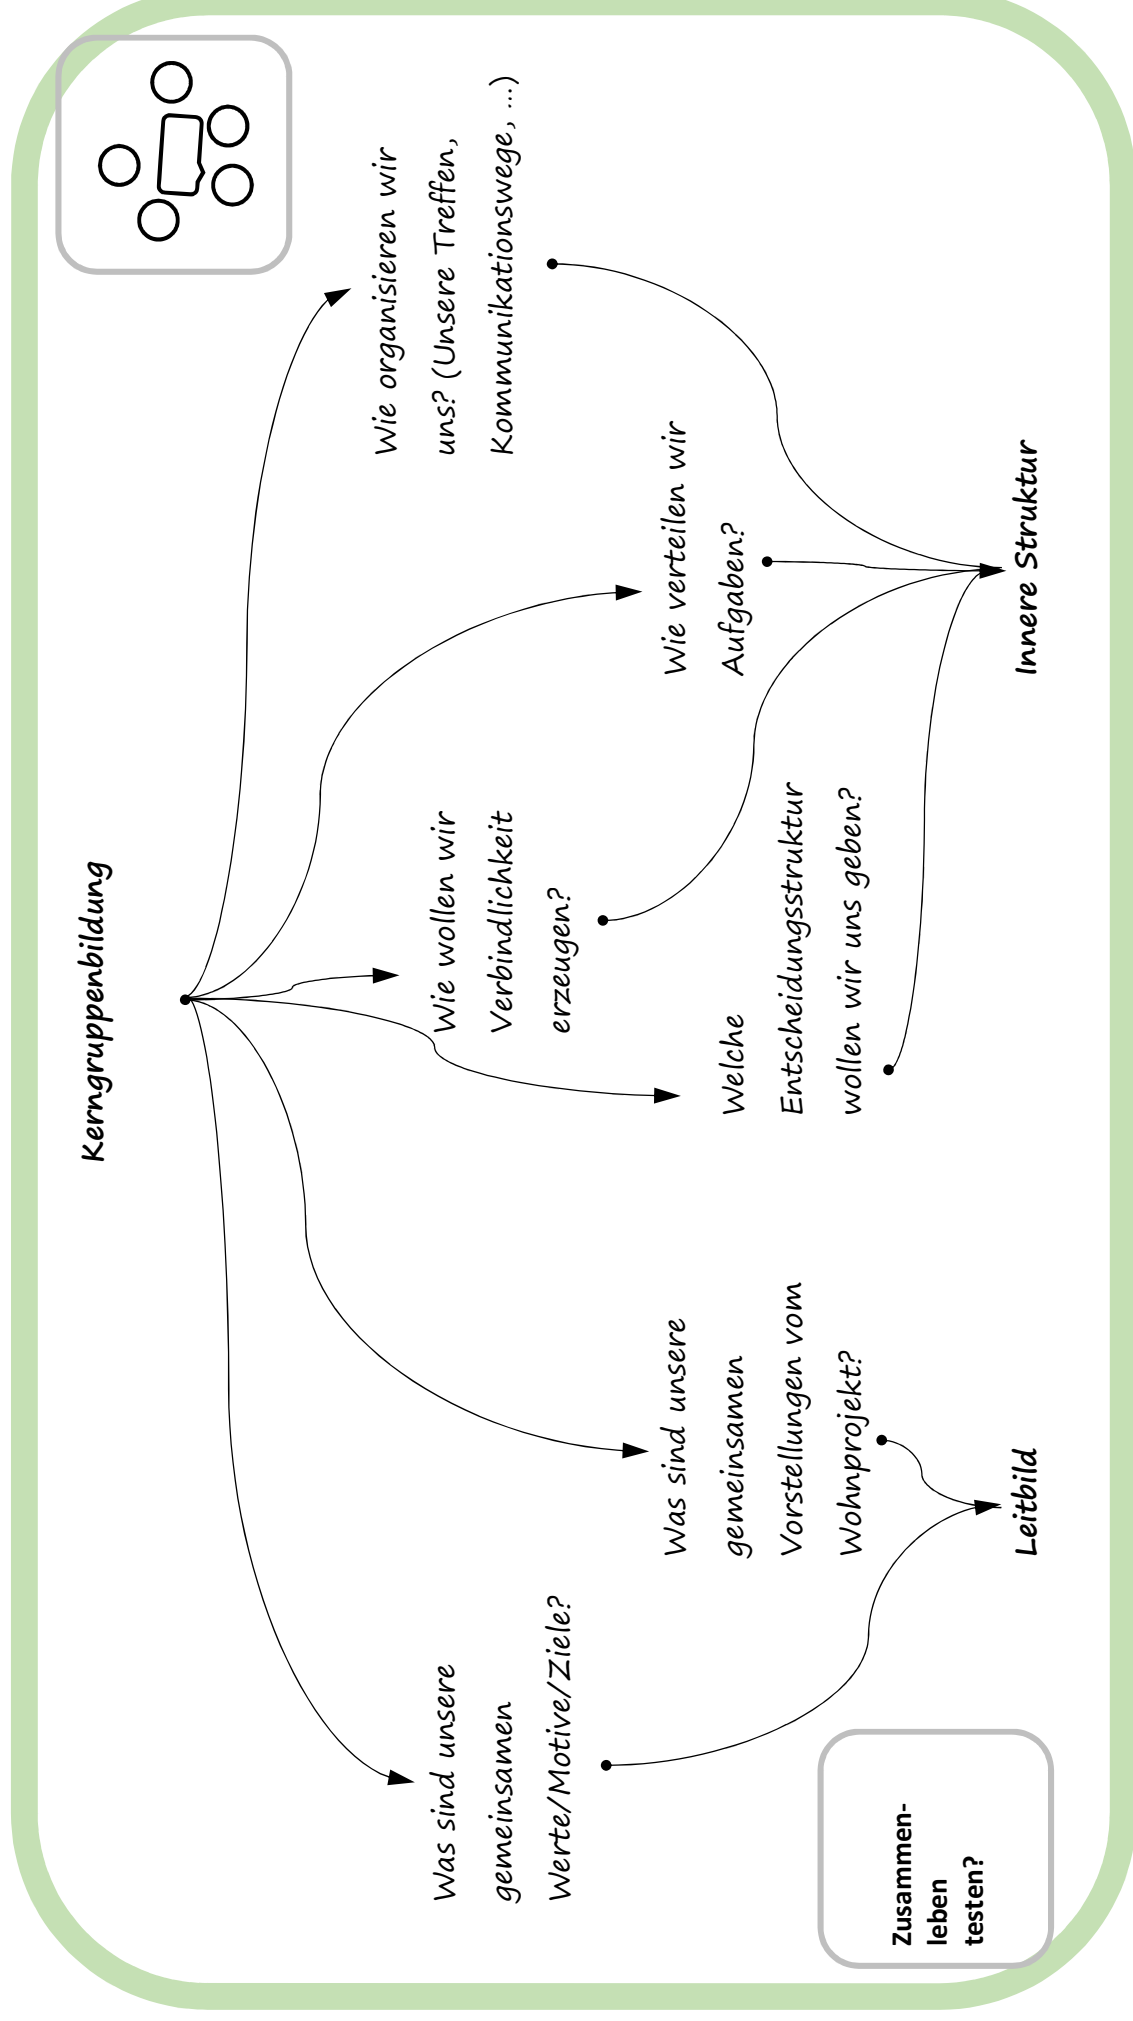 Kerngruppenbildung
Was sind unsere
gemeinsamen
Werte/Motive/Ziele?
Was sind unsere
gemeinsamen
Vorstellungen vom
Wohnprojekt?
Welche
Entscheidungsstruktur
wollen wir uns geben?
Wie wollen wir
Verbindlichkeit
erzeugen?
Wie verteilen wir
Aufgaben?
Wie organisieren wir
uns? (Unsere Treffen,
Kommunikationswege, ...)
Leitbild
Innere Struktur
Zusammen-
leben
testen?